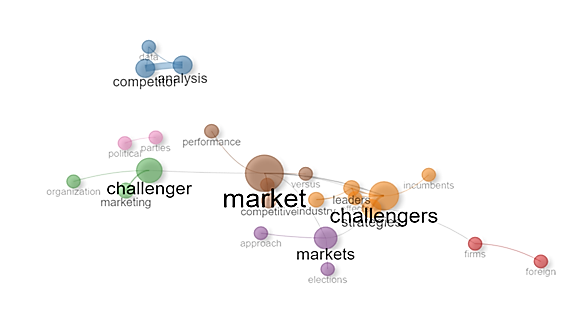 data
competitor
analysis
political
parties
performance
organization
challenger
marketing
market
versus
competitive
industry
leaders
incumbents
challengers
strategies
approach
markets
elections
firms
foreign